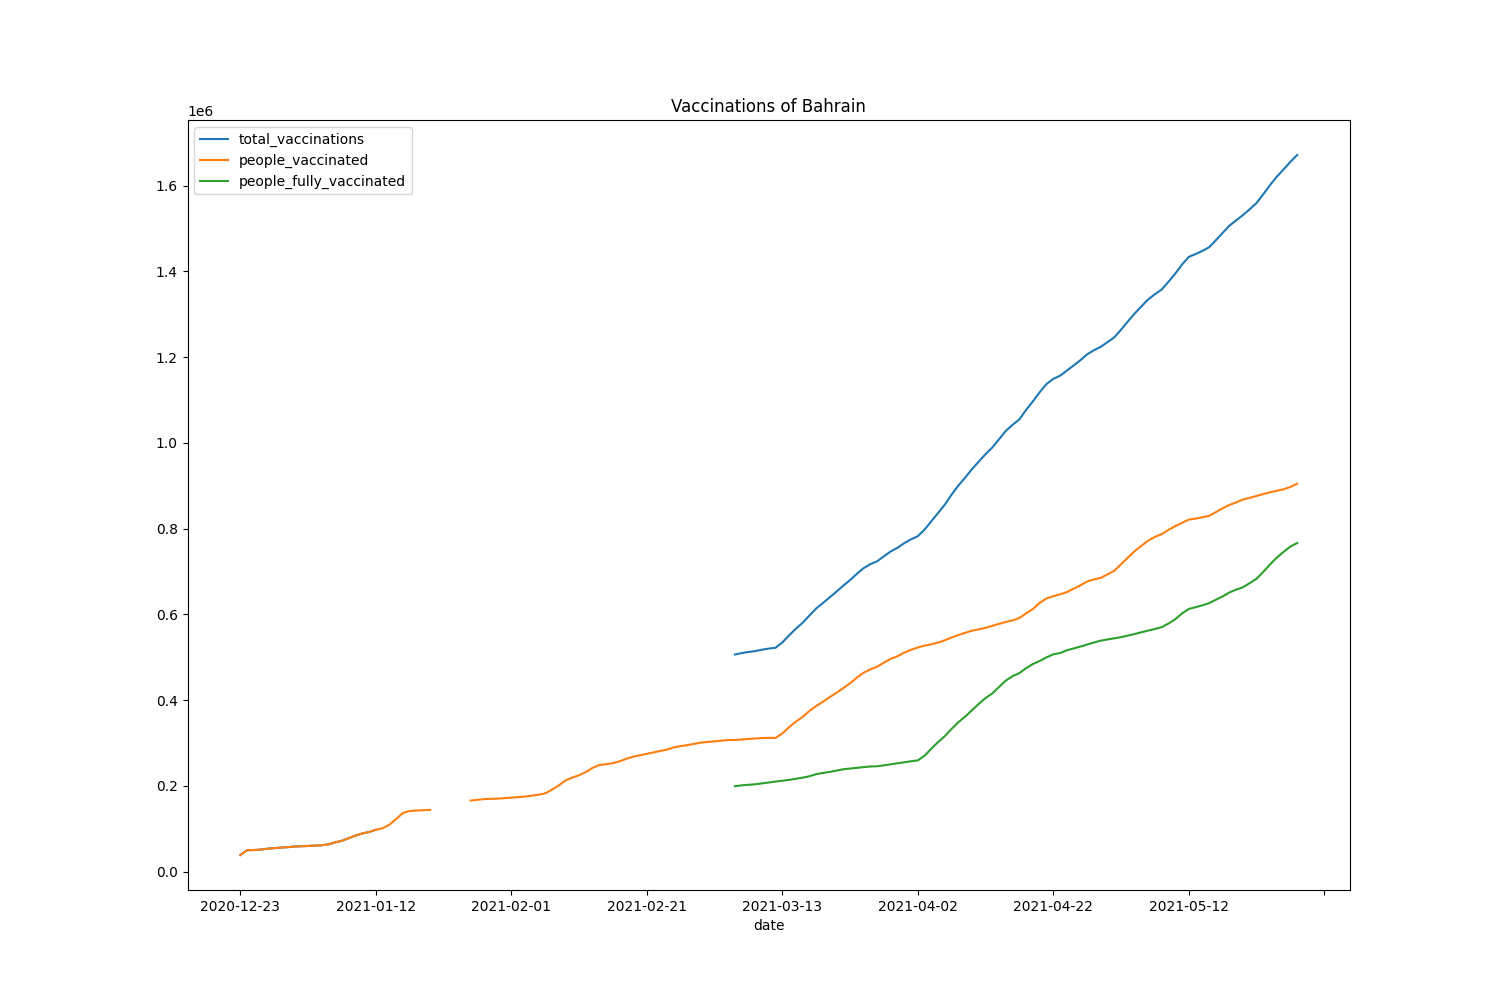 Vaccinations of Bahrain
1e6
total_vaccinations
people_vaccinated
people_fully_vaccinated
1.6
1.4
1.2
1.0
0.8
0.6
0.4
0.2
0.0
2020-12-23 2021-01-12 2021-02-01 2021-02-21 2021-03-13 2021-04-02 2021-04-22 2021-05-12
date